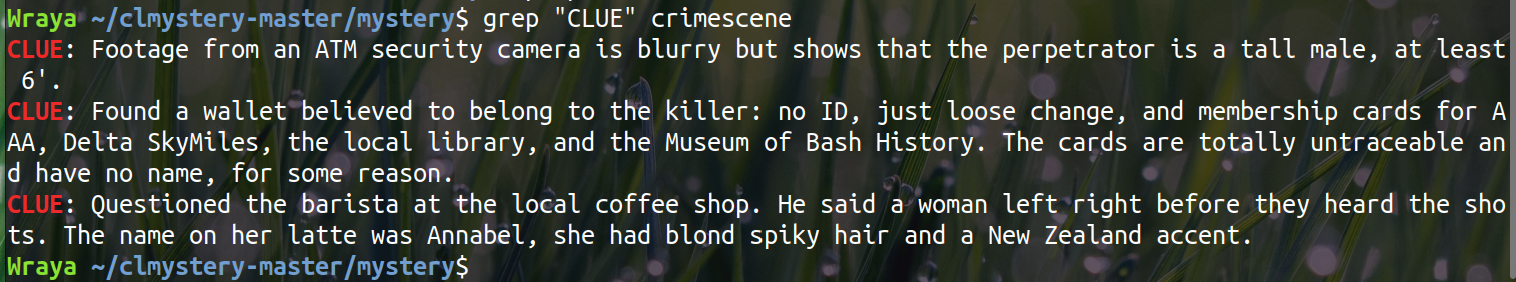 Wraya ~/clmystery-master/mystery$ grep "CLUE" crimescene
CLUE: Footage from an ATM security camera is blurry but shows that the perpetrator is a tall male, at least
 6'.
CLUE: Found a wallet believed to belong to the killer: no ID, just loose change, and membership cards for A
AA, Delta SkyMiles, the local library, and the Museum of Bash History. The cards are totally untraceable an
d have no name, for some reason.
CLUE: Questioned the barista at the local coffee shop. He said a woman left right before they heard the sho
ts. The name on her latte was Annabel, she had blond spiky hair and a New Zealand accent.
Wraya ~/clmystery-master/mystery$